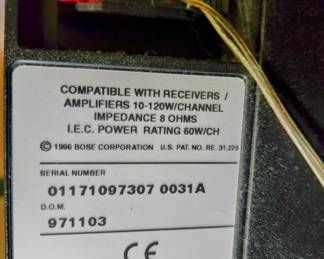 COMPATIBLE WITH RECEIVERS /
AMPLIFIERS 10-120W/CHANNEL
IMPEDANCE 8 OHMS
I.E.C. POWER RATING 60W/CH
© 1996 BOSE CORPORATION U.S. PAT. NO. RE. 31,228
SERIAL NUMBER
01171097307 0031A
D.O.M.
971103
CE